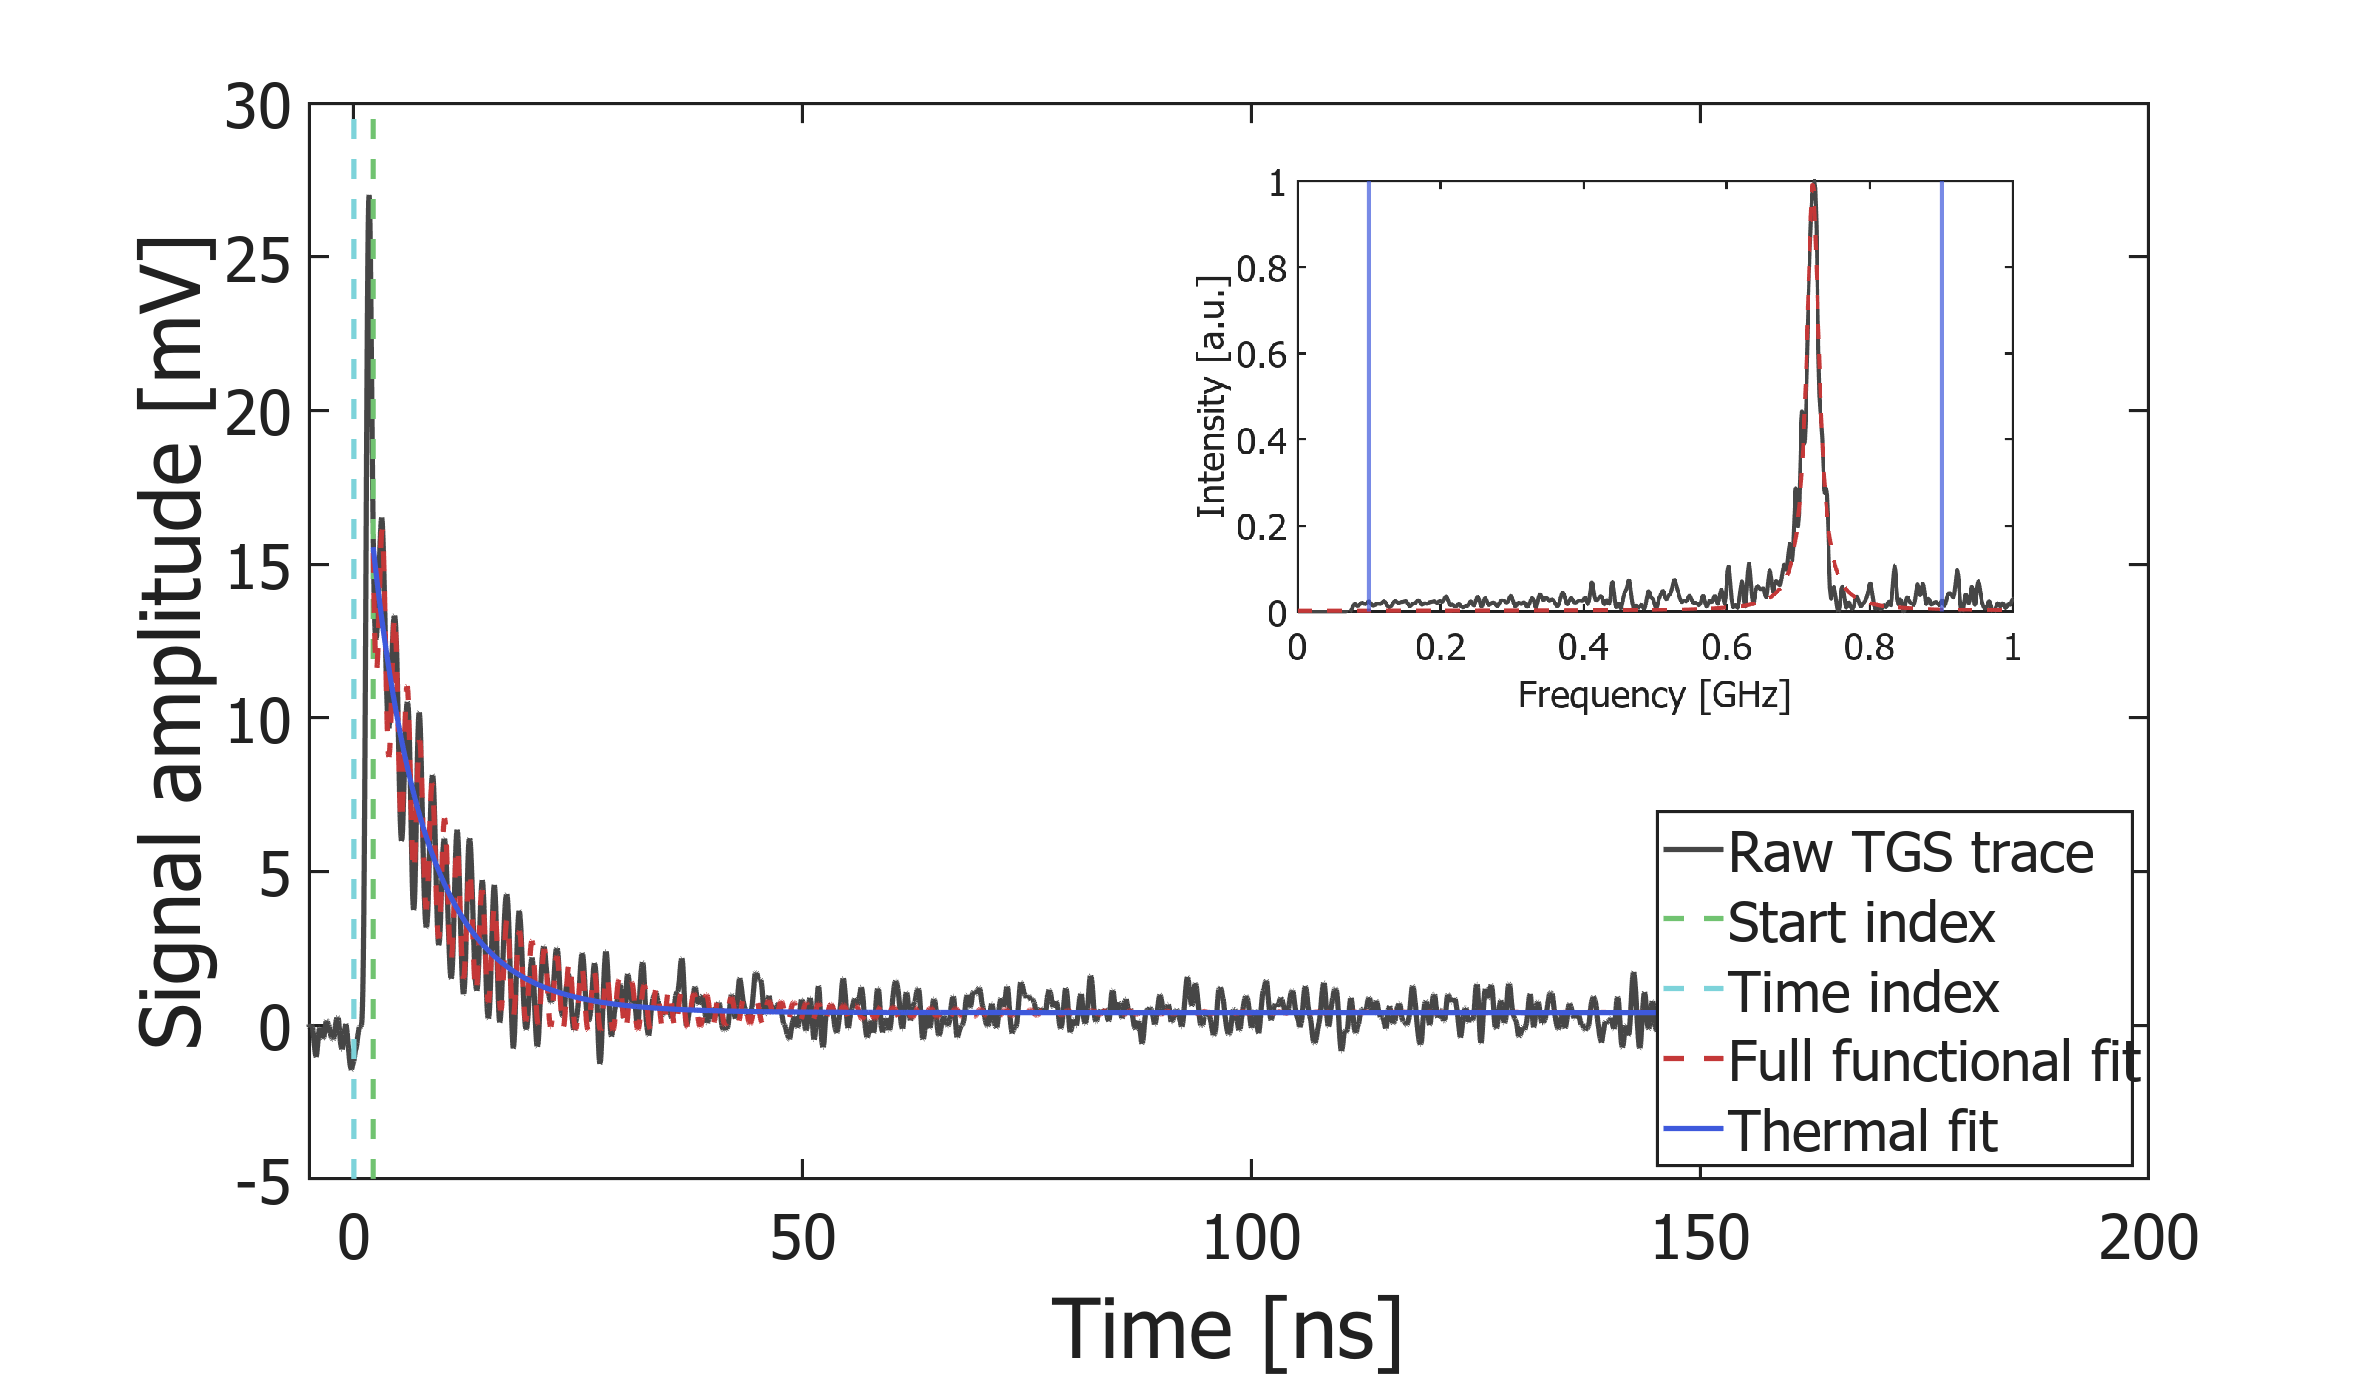 Signal amplitude [mV]
30
25
20
15
10
5
0
-5
0
50
100
150
200
Time [ns]
Intensity [a.u.]
1
0.8
0.6
0.4
0.2
0
0
0.2
0.4
0.6
0.8
1
Frequency [GHz]
Raw TGS trace
Start index
Time index
Full functional fit
Thermal fit